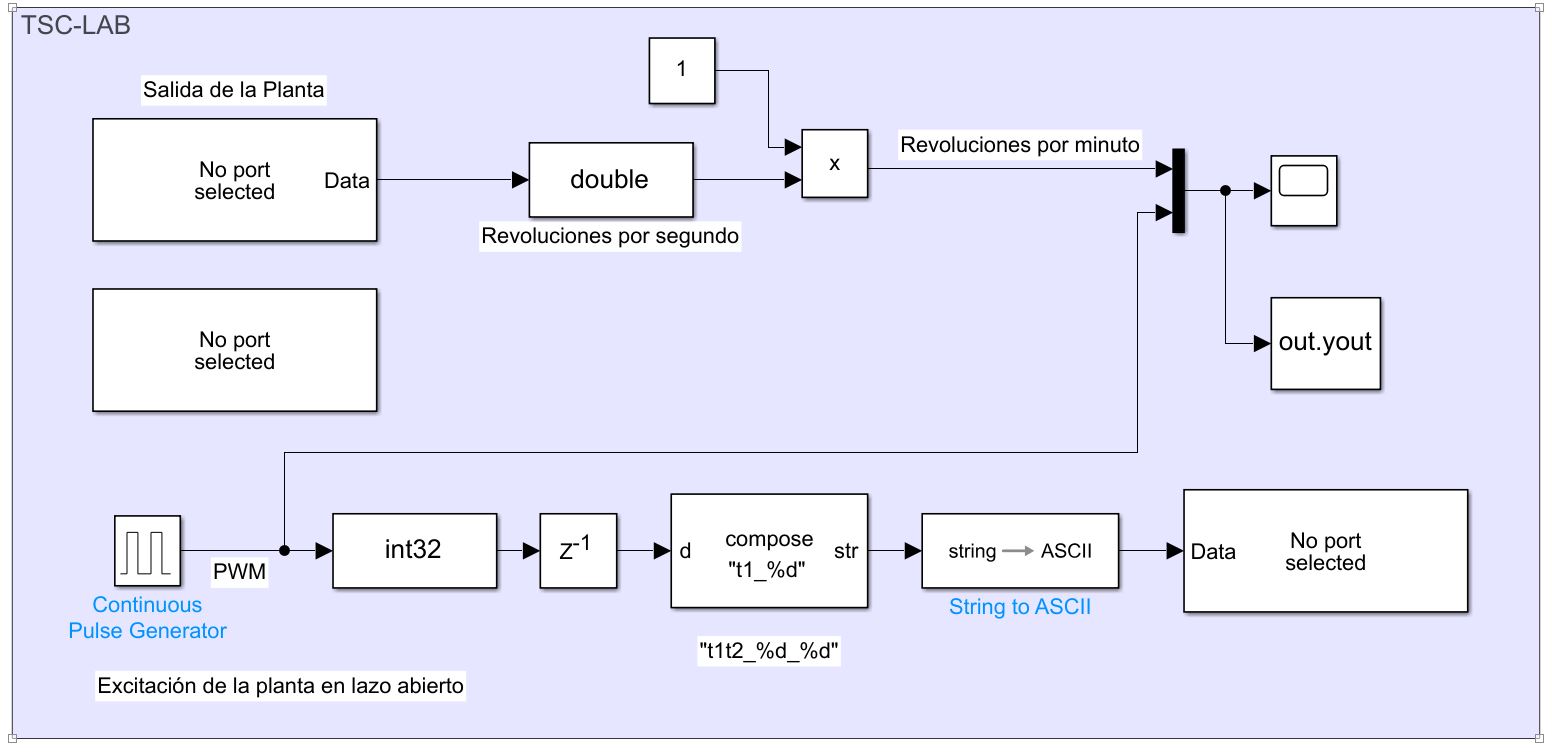 TSC-LAB
Salida de la Planta
1
No port
selected
Data
double
x
Revoluciones por minuto
Revoluciones por segundo
No port
selected
out.yout
PWM
Continuous
Pulse Generator
int32
Z-1
d
compose
"t1_%d"
str
string
ASCII
String to ASCII
Data
No port
selected
"t1t2_%d_%d"
Excitación de la planta en lazo abierto